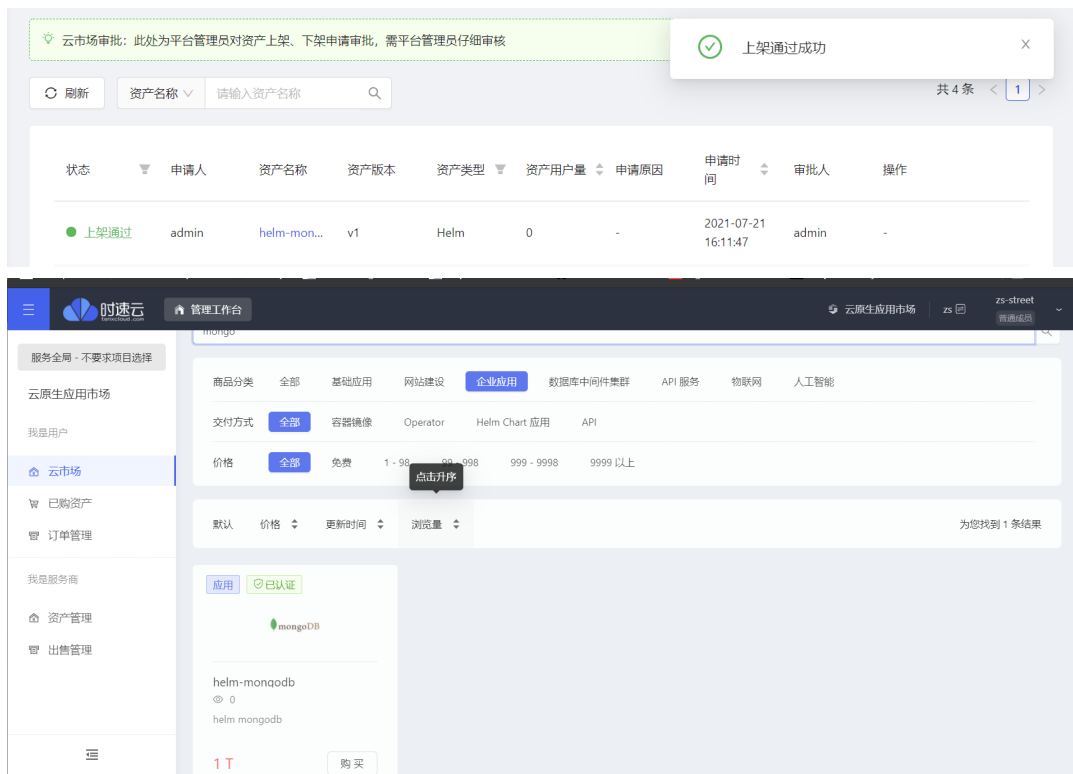 云市场审批：此处为平台管理员对资产上架、下架申请审批，需平台管理员仔细审核
上架通过成功
刷新 资产名称 请输入资产名称 共 4 条 1
状态 申请人 资产名称 资产版本 资产类型 资产用户量 申请原因 申请时间 审批人 操作
上架通过 admin helm-mon... v1 Helm 0 - 2021-07-21 16:11:47 admin -
时速云 tenxcloud.com 管理工作台 云原生应用市场 zs zs-street
普通成员
mongo
服务全局 - 不要求项目选择
云原生应用市场
我是用户
云市场
已购资产
订单管理
我是服务商
资产管理
出售管理
商品分类 全部 基础应用 网站建设 企业应用 数据库中间件集群 API 服务 物联网 人工智能
交付方式 全部 容器镜像 Operator Helm Chart 应用 API
价格 全部 免费 1 - 98 99 - 998 999 - 9998 9999 以上
点击升序
默认 价格 更新时间 浏览量 为您找到 1 条结果
应用 已认证
mongoDB
helm-mongodb
0
helm mongodb
1 T 购 买